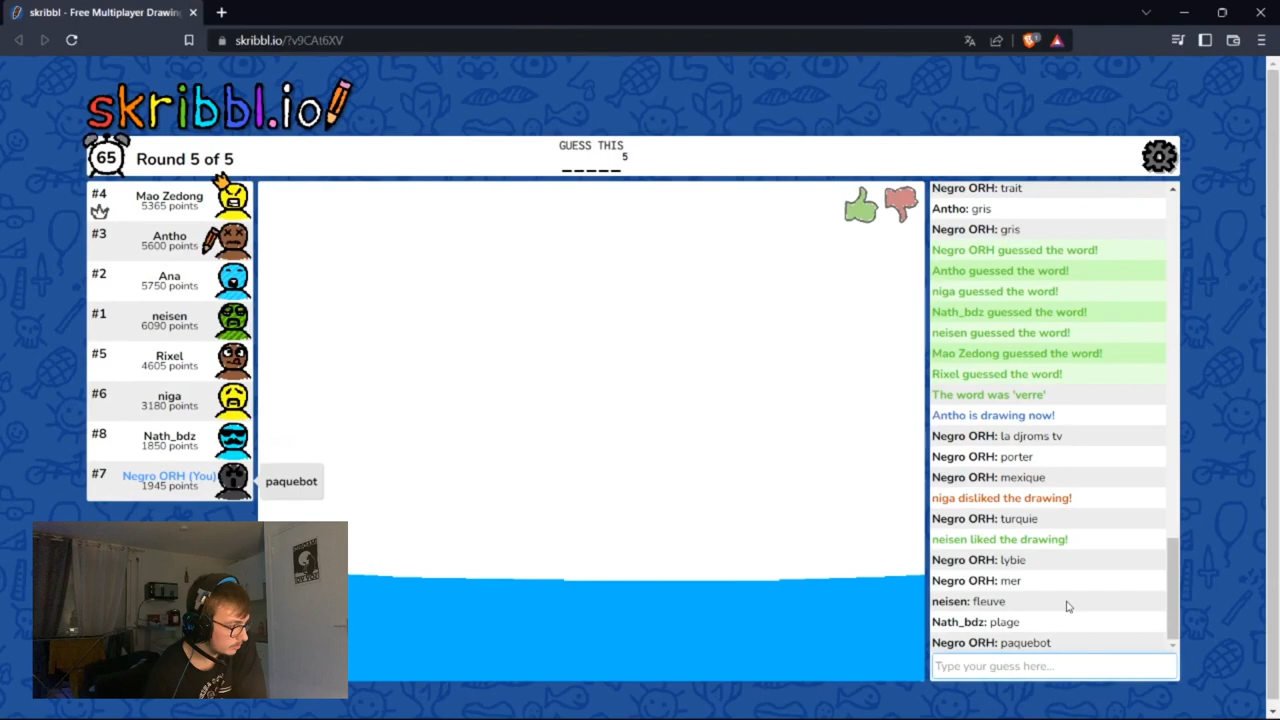 skribbl - Free Multiplayer Drawin
skribbl.io/?v9CAt6XV
skribbl.io
65
Round 5 of 5
GUESS THIS
5
_____
#4
Mao Zedong
5365 points
#3
Antho
5600 points
#2
Ana
5750 points
#1
neisen
6090 points
#5
Rixel
4605 points
#6
niga
3180 points
#8
Nath_bdz
1850 points
#7
Negro ORH (You)
1945 points
paquebot
Negro ORH: trait
Antho: gris
Negro ORH: gris
Negro ORH guessed the word!
Antho guessed the word!
niga guessed the word!
Nath_bdz guessed the word!
neisen guessed the word!
Mao Zedong guessed the word!
Rixel guessed the word!
The word was 'verre'
Antho is drawing now!
Negro ORH: la djroms tv
Negro ORH: porter
Negro ORH: mexique
niga disliked the drawing!
Negro ORH: turquie
neisen liked the drawing!
Negro ORH: lybie
Negro ORH: mer
neisen: fleuve
Nath_bdz: plage
Negro ORH: paquebot
Type your guess here...